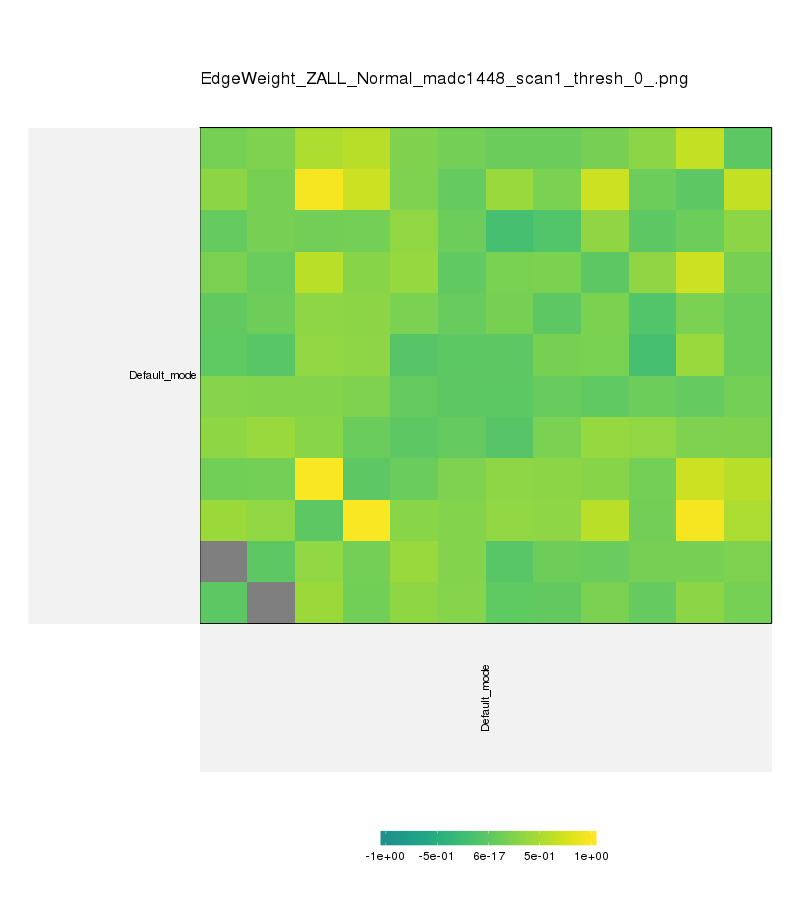 EdgeWeight_ZALL_Normal_madc1448_scan1_thresh_0_.png
Default_mode
Default_mode
-1e+00 -5e-01 6e-17 5e-01 1e+00